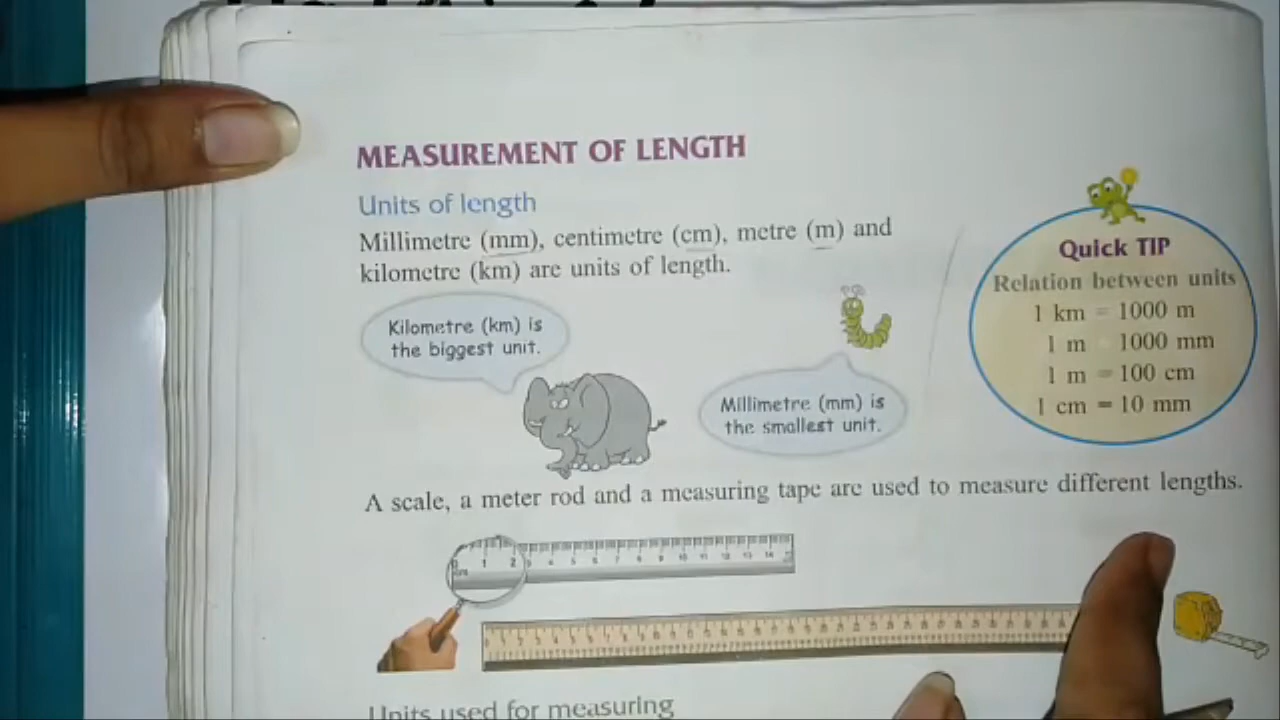 MEASUREMENT OF LENGTH
Units of length
Millimetre (mm), centimetre (cm), metre (m) and
kilometre (km) are units of length.
Kilometre (km) is
the biggest unit.
Millimetre (mm) is
the smallest unit.
Quick TIP
Relation between units
1 km = 1000 m
1 m = 1000 mm
1 m = 100 cm
1 cm = 10 mm
A scale, a meter rod and a measuring tape are used to measure different lengths.
Units used for measuring